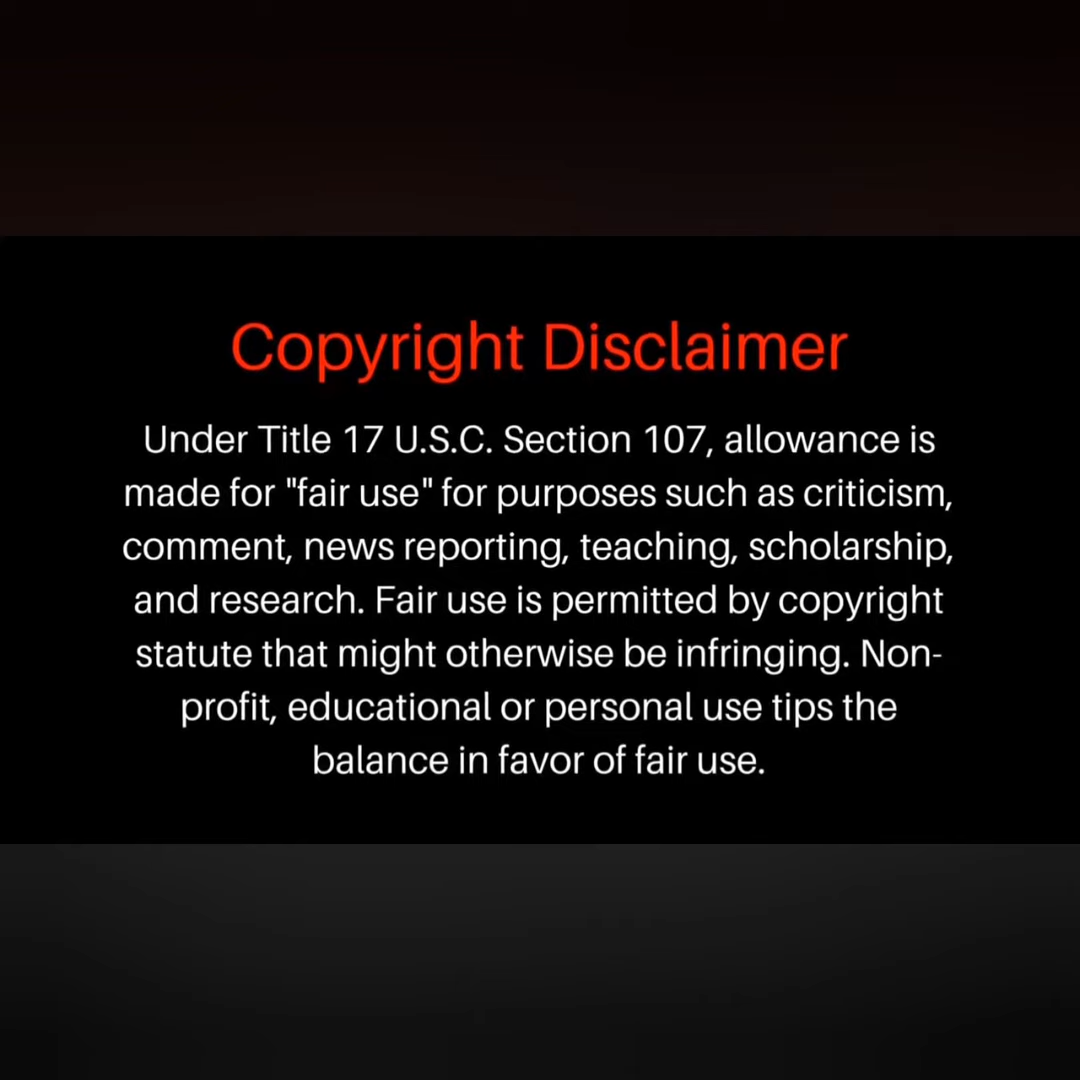 Copyright Disclaimer
Under Title 17 U.S.C. Section 107, allowance is
made for "fair use" for purposes such as criticism,
comment, news reporting, teaching, scholarship,
and research. Fair use is permitted by copyright
statute that might otherwise be infringing. Non-
profit, educational or personal use tips the
balance in favor of fair use.